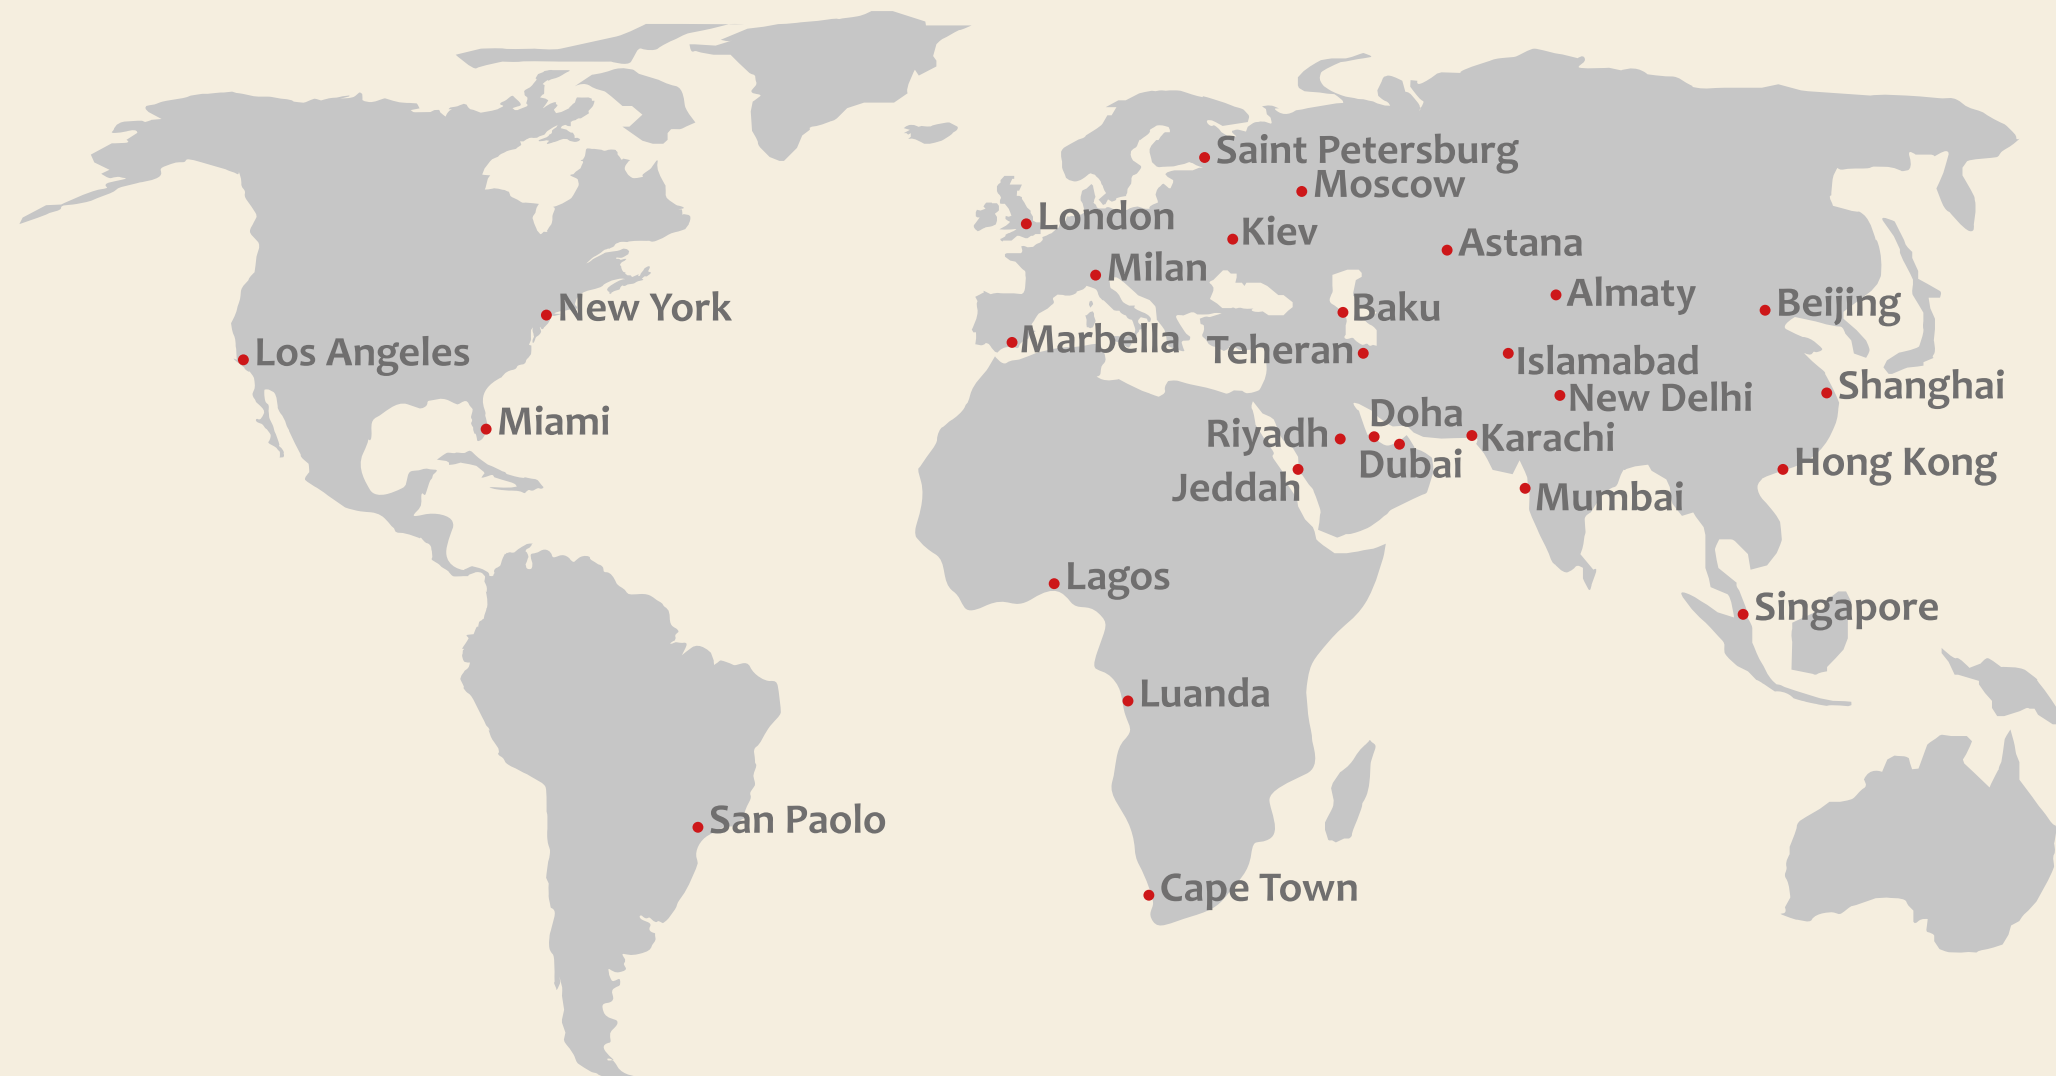 Saint Petersburg
Moscow
London
Kiev
Astana
Milan
Almaty
New York
Baku
Beijing
Marbella
Los Angeles
Teheran
Islamabad
Shanghai
New Delhi
Miami
Doha
Riyadh
Karachi
Dubai
Hong Kong
Jeddah
Mumbai
Lagos
Singapore
Luanda
San Paolo
Cape Town